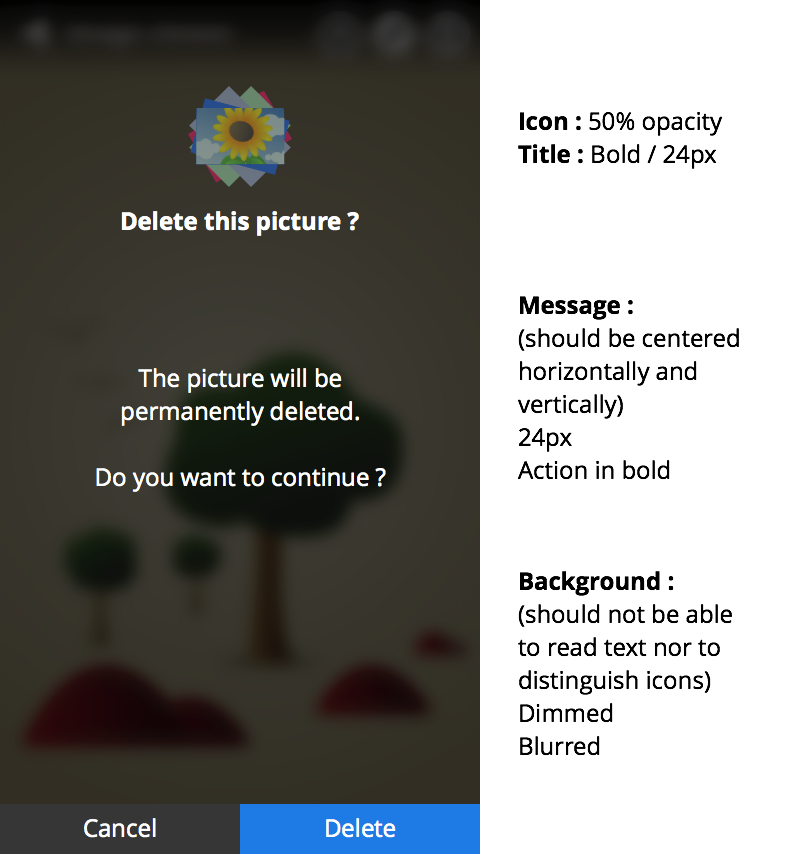 Delete this picture ?
The picture will be
permanently deleted.
Do you want to continue ?
Cancel
Delete
Icon : 50% opacity
Title : Bold / 24px
Message :
(should be centered
horizontally and
vertically)
24px
Action in bold
Background :
(should not be able
to read text nor to
distinguish icons)
Dimmed
Blurred